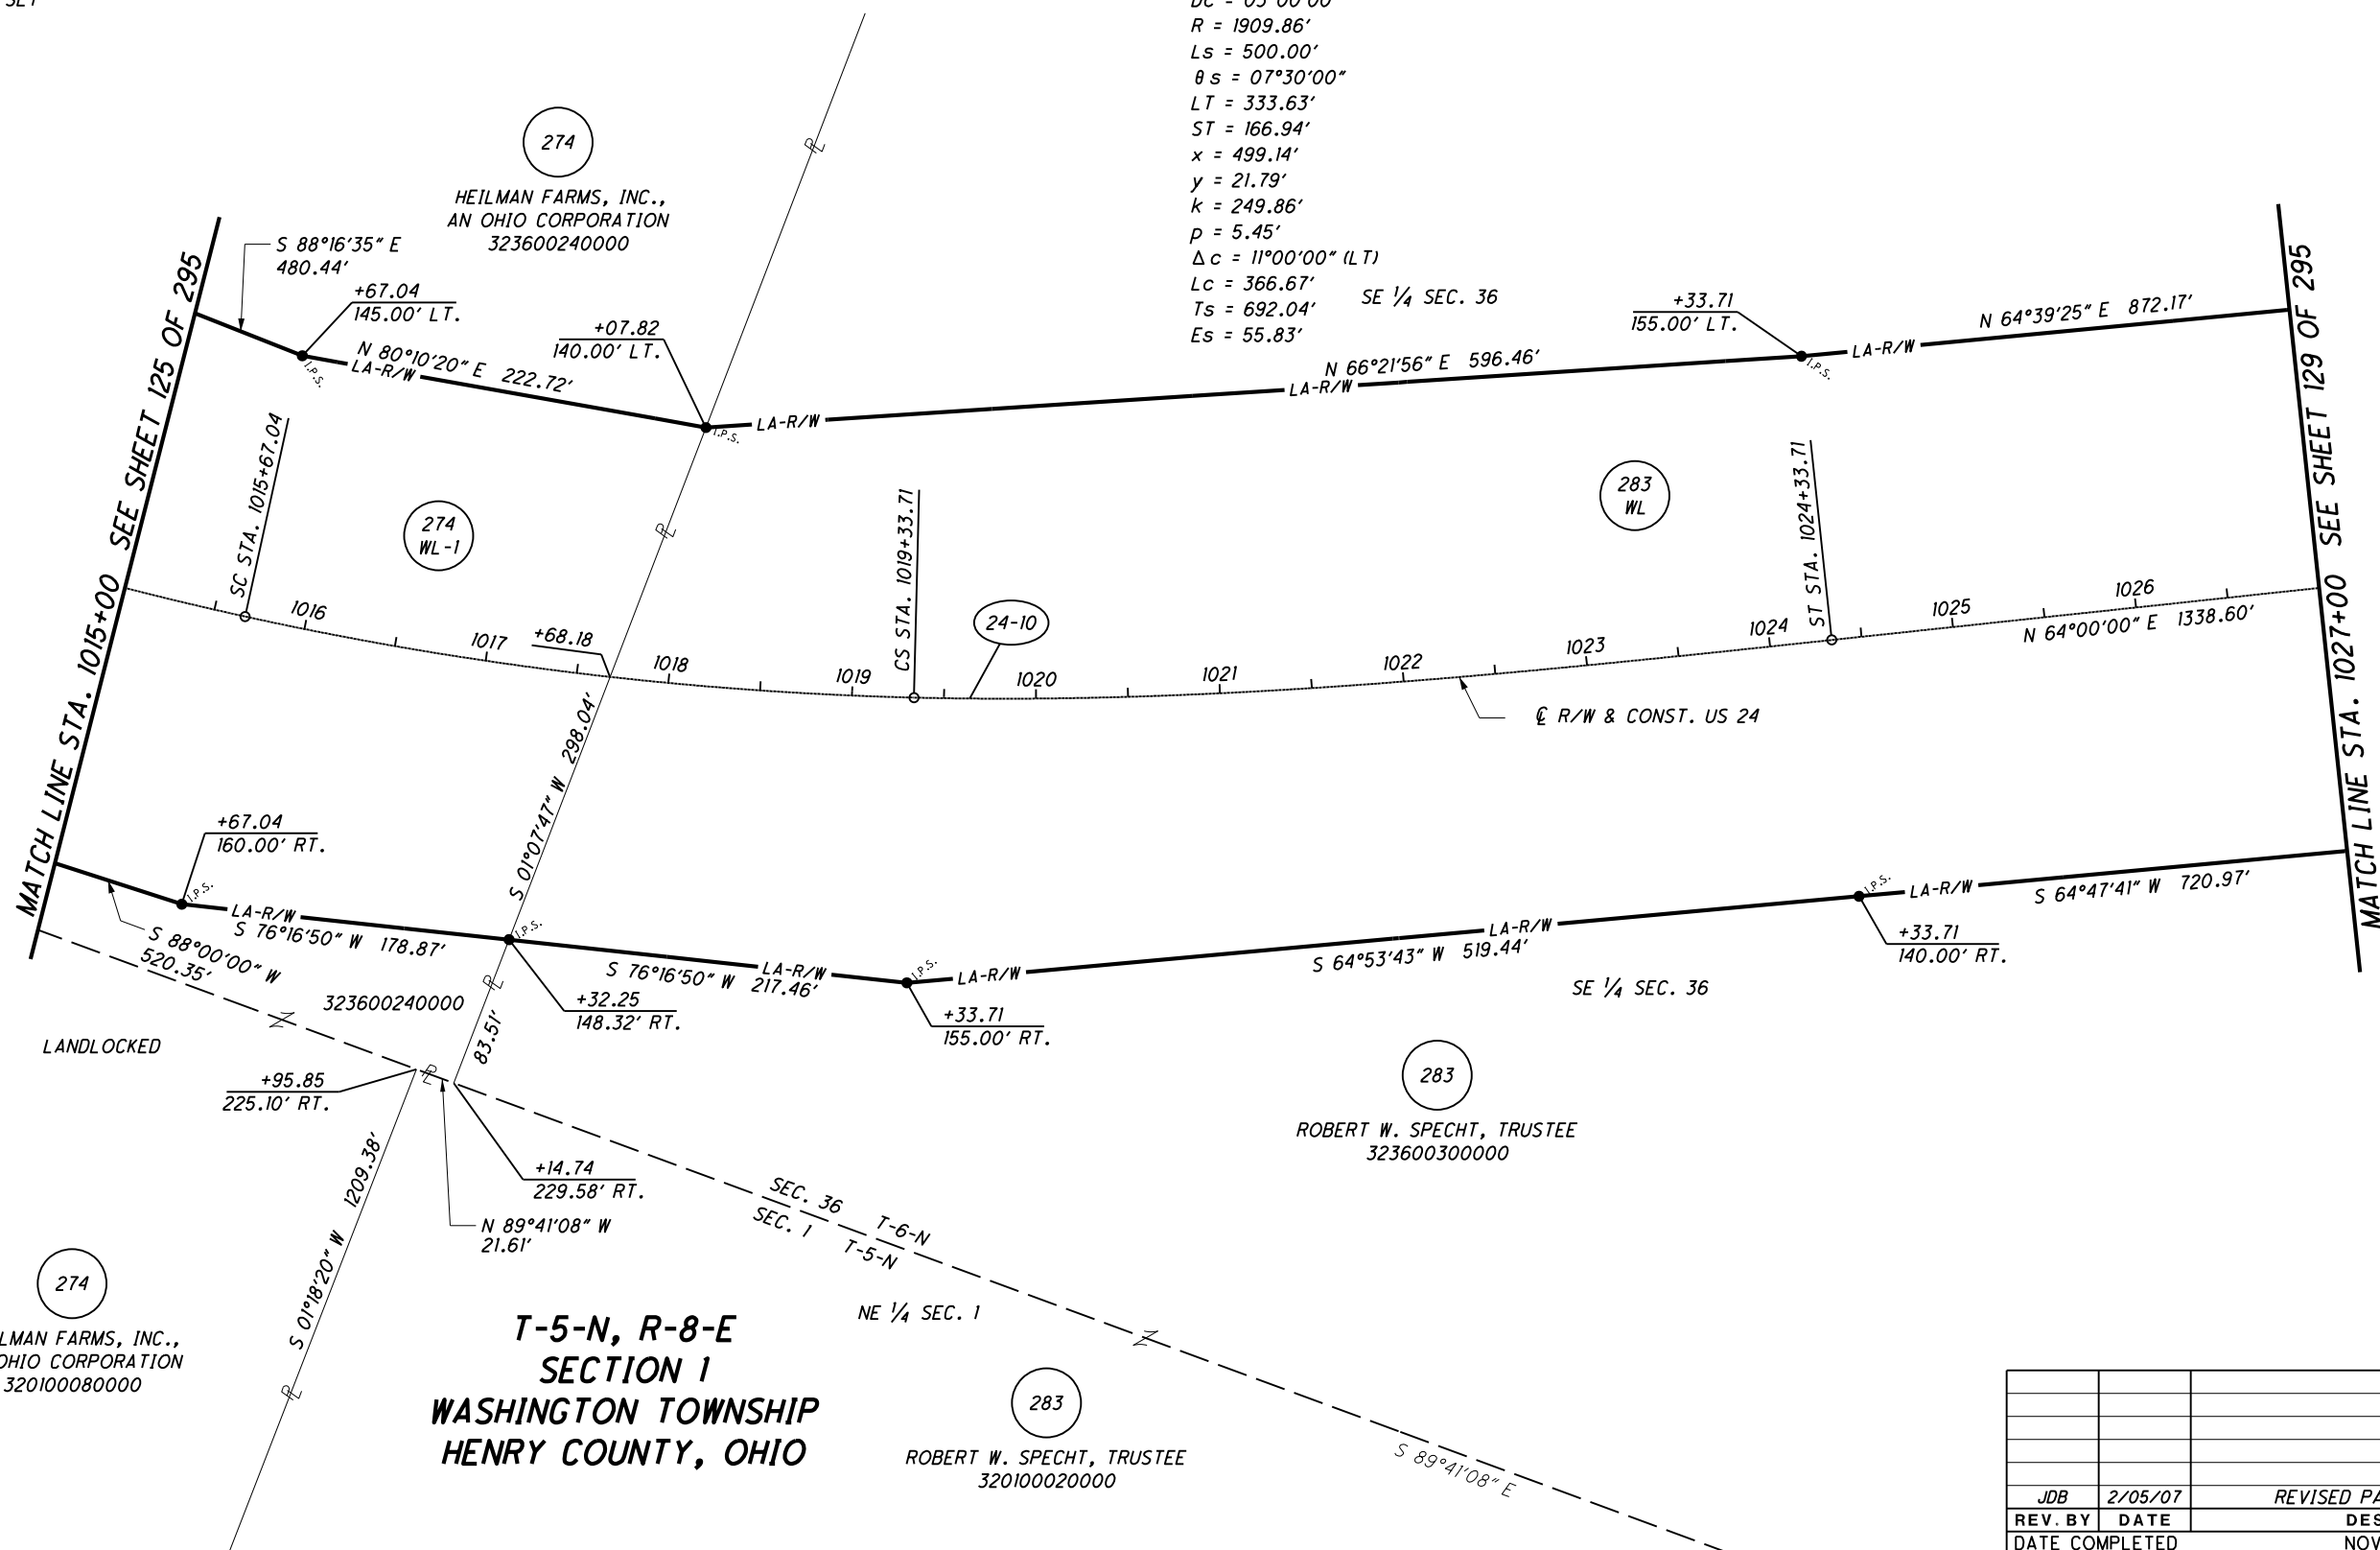 R = 1909.86'
Ls = 500.00'
θs = 07°30'00"
LT = 333.63'
ST = 166.94'
x = 499.14'
y = 21.79'
k = 249.86'
p = 5.45'
Δc = 11°00'00" (LT)
Lc = 366.67'
Ts = 692.04'
Es = 55.83'
274
HEILMAN FARMS, INC.,
AN OHIO CORPORATION
323600240000
S 88°16'35" E
480.44'
+67.04
145.00' LT.
+07.82
140.00' LT.
SE 1/4 SEC. 36
+33.71
155.00' LT.
N 64°39'25" E 872.17'
N 80°10'20" E 222.72'
LA-R/W
I.P.S.
N 66°21'56" E 596.46'
LA-R/W
LA-R/W
LA-R/W
I.P.S.
I.P.S.
MATCH LINE STA. 1015+00 SEE SHEET 125 OF 295
MATCH LINE STA. 1027+00 SEE SHEET 129 OF 295
SC STA. 1015+67.04
274
WL-1
CS STA. 1019+33.71
283
WL
ST STA. 1024+33.71
24-10
1016
1017
+68.18
1018
1019
1020
1021
1022
1023
1024
1025
1026
N 64°00'00" E 1338.60'
℄ R/W & CONST. US 24
S 01°07'47" W 298.04'
+67.04
160.00' RT.
I.P.S.
LA-R/W
S 76°16'50" W 178.87'
S 88°00'00" W
520.35'
I.P.S.
LA-R/W
S 76°16'50" W 217.46'
I.P.S.
LA-R/W
LA-R/W
S 64°53'43" W 519.44'
I.P.S.
LA-R/W
S 64°47'41" W 720.97'
+33.71
140.00' RT.
SE 1/4 SEC. 36
323600240000
+32.25
148.32' RT.
+33.71
155.00' RT.
83.51'
LANDLOCKED
+95.85
225.10' RT.
+14.74
229.58' RT.
N 89°41'08" W
21.61'
283
ROBERT W. SPECHT, TRUSTEE
323600300000
S 01°18'20" W 1209.38'
SEC. 36 T-6-N
SEC. 1 T-5-N
NE 1/4 SEC. 1
274
LMAN FARMS, INC.,
OHIO CORPORATION
320100080000
T-5-N, R-8-E
SECTION 1
WASHINGTON TOWNSHIP
HENRY COUNTY, OHIO
283
ROBERT W. SPECHT, TRUSTEE
320100020000
S 89°41'08" E
JDB 2/05/07 REVISED PA
REV. BY DATE DES
DATE COMPLETED NOV